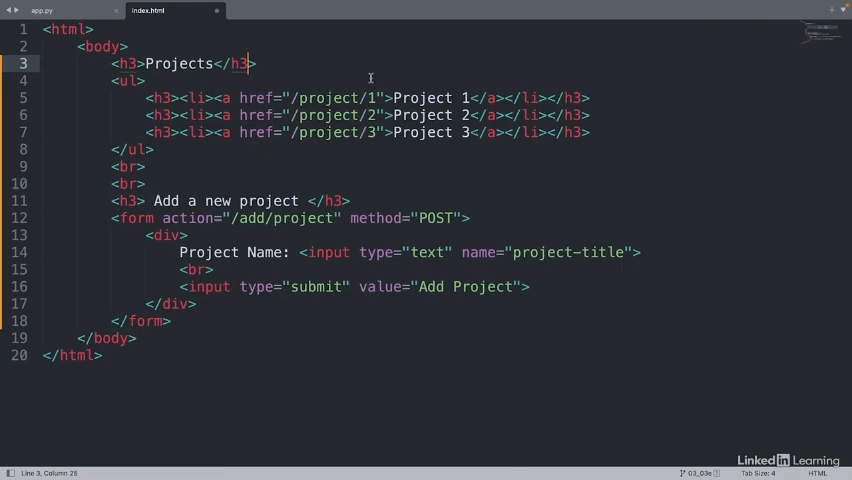 app.py
index.html
1 <html>
2 <body>
3 <h3>Projects</h3>
4 <ul>
5 <h3><li><a href="/project/1">Project 1</a></li></h3>
6 <h3><li><a href="/project/2">Project 2</a></li></h3>
7 <h3><li><a href="/project/3">Project 3</a></li></h3>
8 </ul>
9 <br>
10 <br>
11 <h3> Add a new project </h3>
12 <form action="/add/project" method="POST">
13 <div>
14 Project Name: <input type="text" name="project-title">
15 <br>
16 <input type="submit" value="Add Project">
17 </div>
18 </form>
19 </body>
20 </html>
LinkedIn Learning
Line 3, Column 25 03_03e 1 Tab Size: 4 HTML